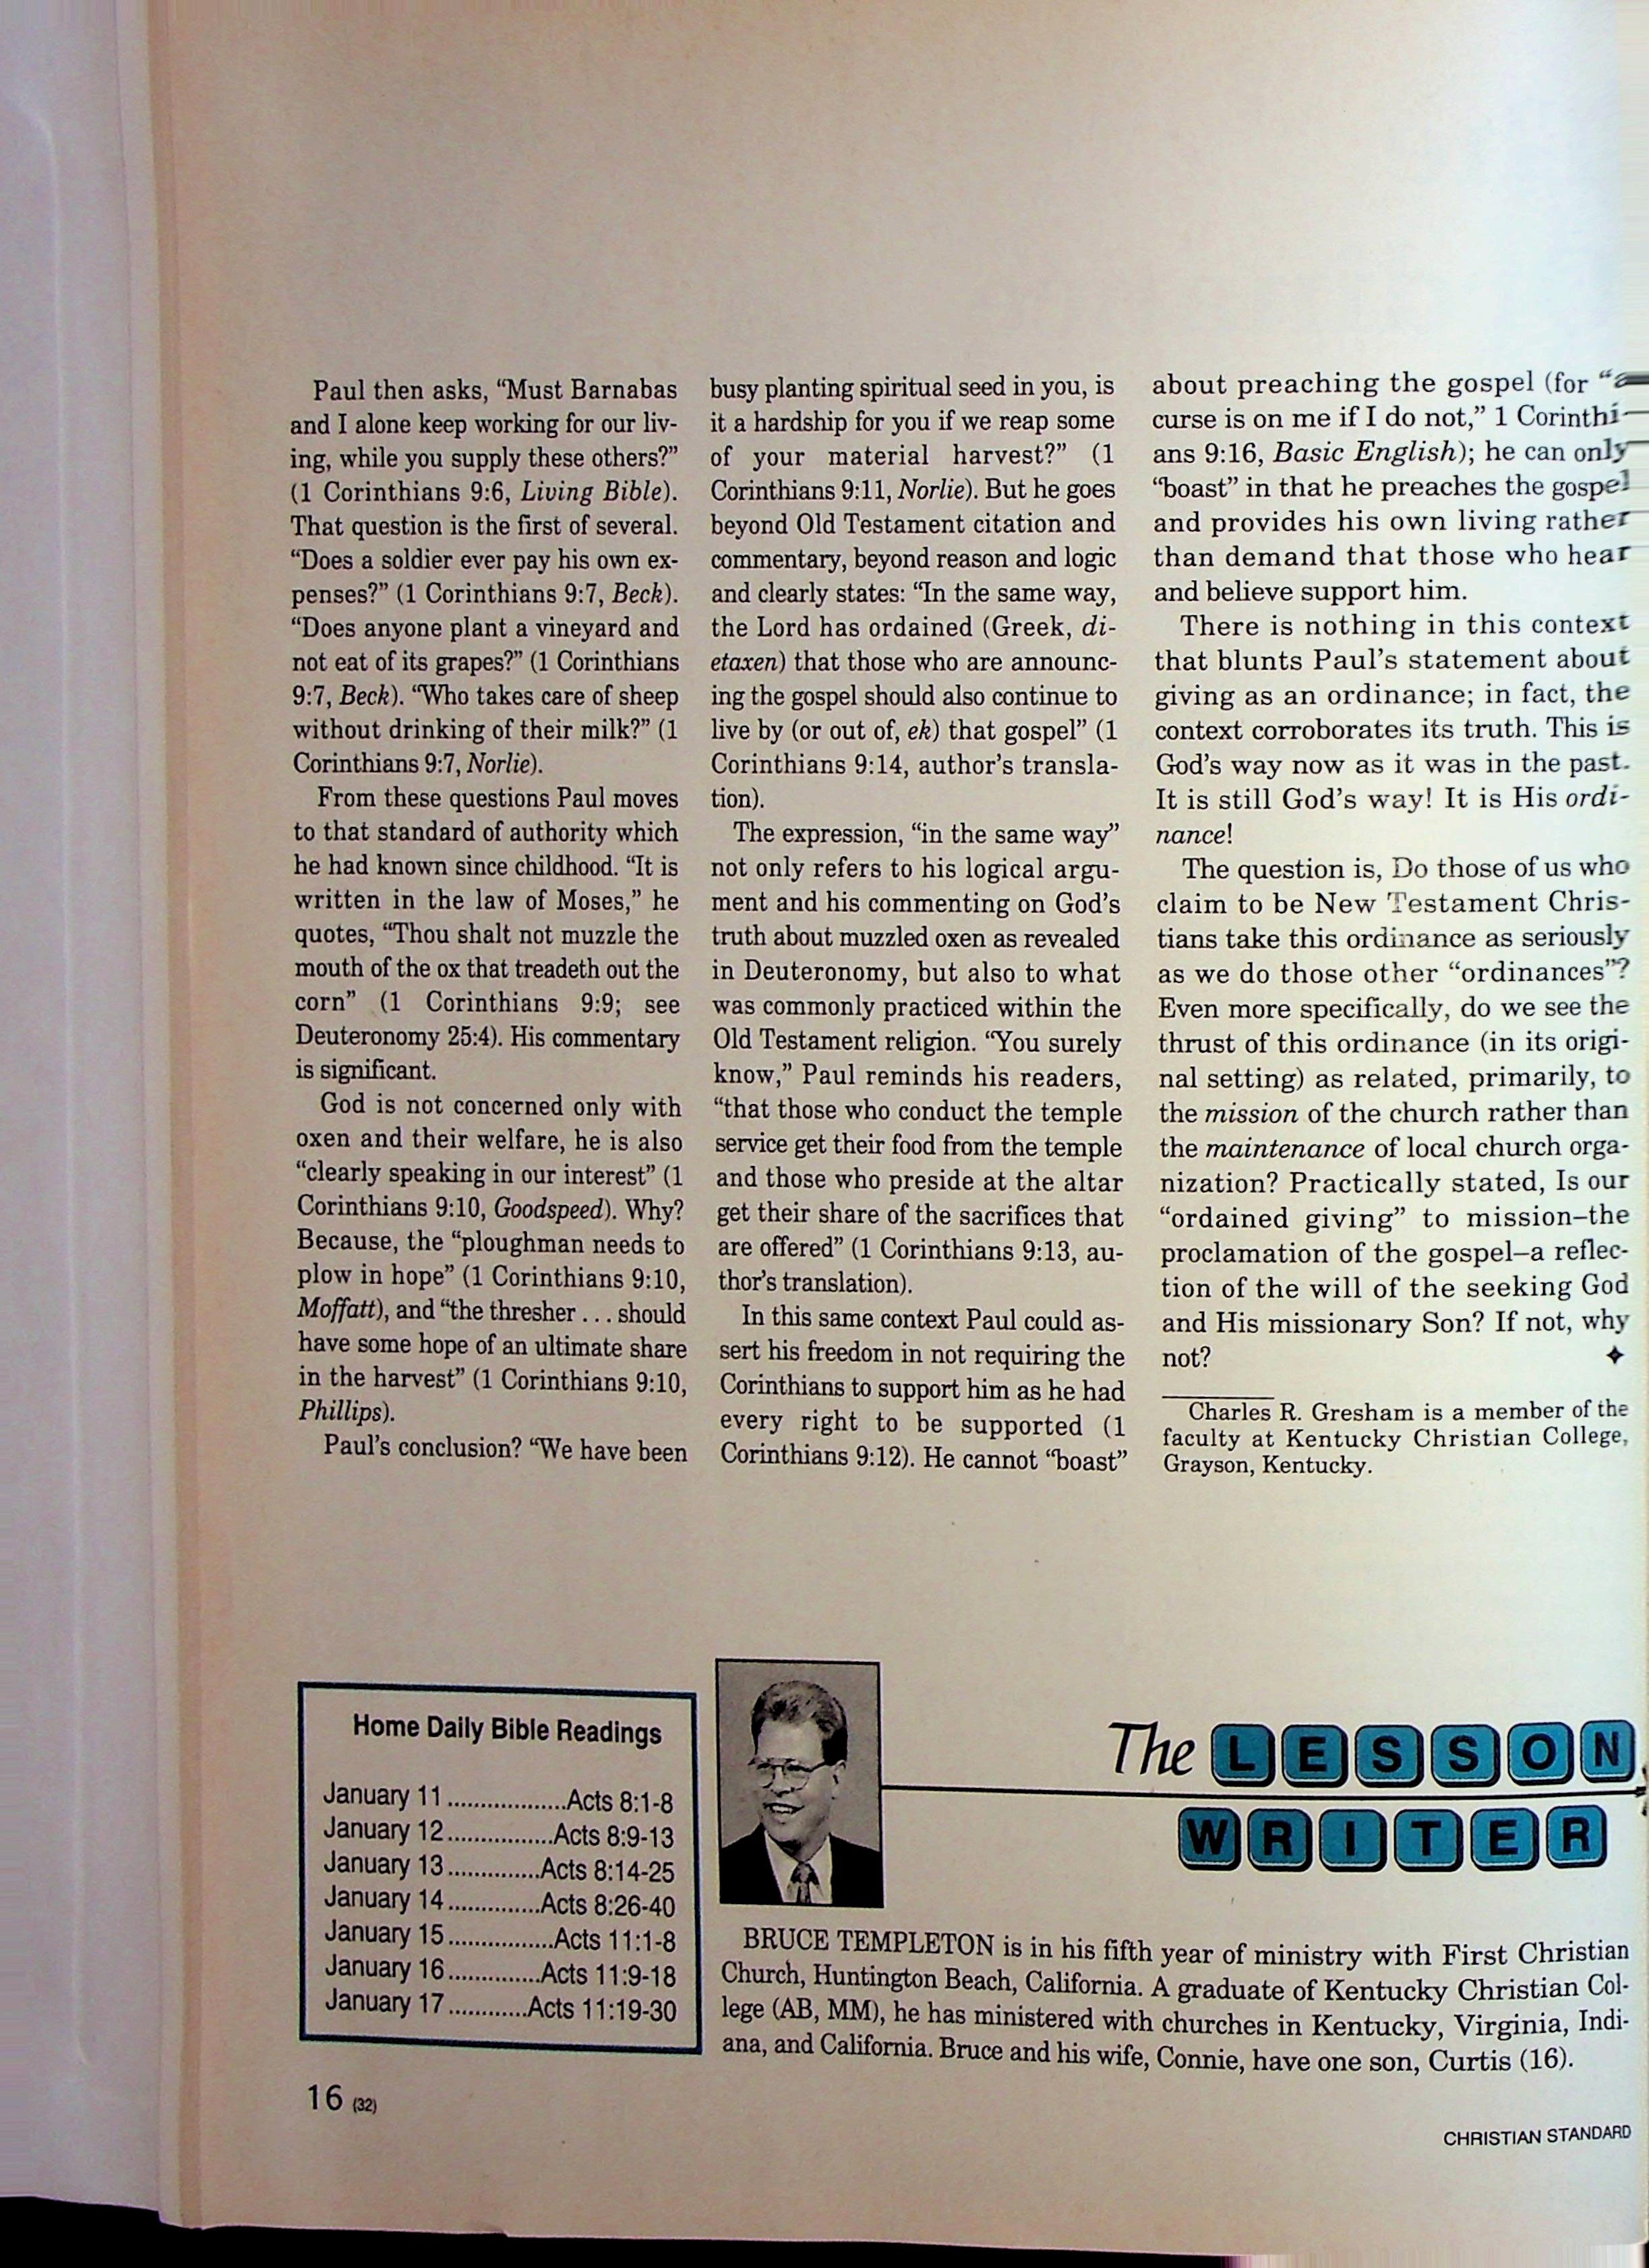 Paul then asks, “Must Barnabas
and I alone keep working for our liv-
ing, while you supply these others?”
(1 Corinthians 9:6, Living Bible).
That question is the first of several.
“Does a soldier ever pay his own ex-
penses?” (1 Corinthians 9:7, Beck).
“Does anyone plant a vineyard and
not eat of its grapes?” (1 Corinthians
9:7, Beck). “Who takes care of sheep
without drinking of their milk?” (1
Corinthians 9:7, Norlie).
From these questions Paul moves
to that standard of authority which
he had known since childhood. “It is
written in the law of Moses,” he
quotes, “Thou shalt not muzzle the
mouth of the ox that treadeth out the
corn” (1 Corinthians 9:9; see
Deuteronomy 25:4). His commentary
is significant.
God is not concerned only with
oxen and their welfare, he is also
“clearly speaking in our interest” (1
Corinthians 9:10, Goodspeed). Why?
Because, the “ploughman needs to
plow in hope” (1 Corinthians 9:10,
Moffatt), and “the thresher . . . should
have some hope of an ultimate share
in the harvest” (1 Corinthians 9:10,
Phillips).
Paul’s conclusion? “We have been
busy planting spiritual seed in you, is
it a hardship for you if we reap some
of your material harvest?” (1
Corinthians 9:11, Norlie). But he goes
beyond Old Testament citation and
commentary, beyond reason and logic
and clearly states: “In the same way,
the Lord has ordained (Greek, di-
etaxen) that those who are announc-
ing the gospel should also continue to
live by (or out of, ek) that gospel” (1
Corinthians 9:14, author’s transla-
tion).
The expression, “in the same way”
not only refers to his logical argu-
ment and his commenting on God’s
truth about muzzled oxen as revealed
in Deuteronomy, but also to what
was commonly practiced within the
Old Testament religion. “You surely
know,” Paul reminds his readers,
“that those who conduct the temple
service get their food from the temple
and those who preside at the altar
get their share of the sacrifices that
are offered” (1 Corinthians 9:13, au-
thor’s translation).
In this same context Paul could as-
sert his freedom in not requiring the
Corinthians to support him as he had
every right to be supported (1
Corinthians 9:12). He cannot “boast”
about preaching the gospel (for “a
curse is on me if I do not,” 1 Corinthi-
ans 9:16, Basic English); he can only
“boast” in that he preaches the gospel
and provides his own living rather
than demand that those who hear
and believe support him.
There is nothing in this context
that blunts Paul’s statement about
giving as an ordinance; in fact, the
context corroborates its truth. This is
God’s way now as it was in the past.
It is still God’s way! It is His ordi-
nance!
The question is, Do those of us who
claim to be New Testament Chris-
tians take this ordinance as seriously
as we do those other “ordinances”?
Even more specifically, do we see the
thrust of this ordinance (in its origi-
nal setting) as related, primarily, to
the mission of the church rather than
the maintenance of local church orga-
nization? Practically stated, Is our
“ordained giving” to mission–the
proclamation of the gospel–a reflec-
tion of the will of the seeking God
and His missionary Son? If not, why
not? ✦
Charles R. Gresham is a member of the
faculty at Kentucky Christian College,
Grayson, Kentucky.
Home Daily Bible Readings
January 11..................Acts 8:1-8
January 12................Acts 8:9-13
January 13..............Acts 8:14-25
January 14..............Acts 8:26-40
January 15................Acts 11:1-8
January 16..............Acts 11:9-18
January 17............Acts 11:19-30
The LESSON
WRITER
BRUCE TEMPLETON is in his fifth year of ministry with First Christian
Church, Huntington Beach, California. A graduate of Kentucky Christian Col-
lege (AB, MM), he has ministered with churches in Kentucky, Virginia, Indi-
ana, and California. Bruce and his wife, Connie, have one son, Curtis (16).
16 (32)
CHRISTIAN STANDARD